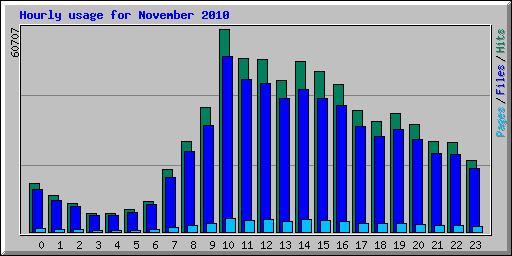 Hourly usage for November 2010
60707
Pages / Files / Hits
0 1 2 3 4 5 6 7 8 9 10 11 12 13 14 15 16 17 18 19 20 21 22 23